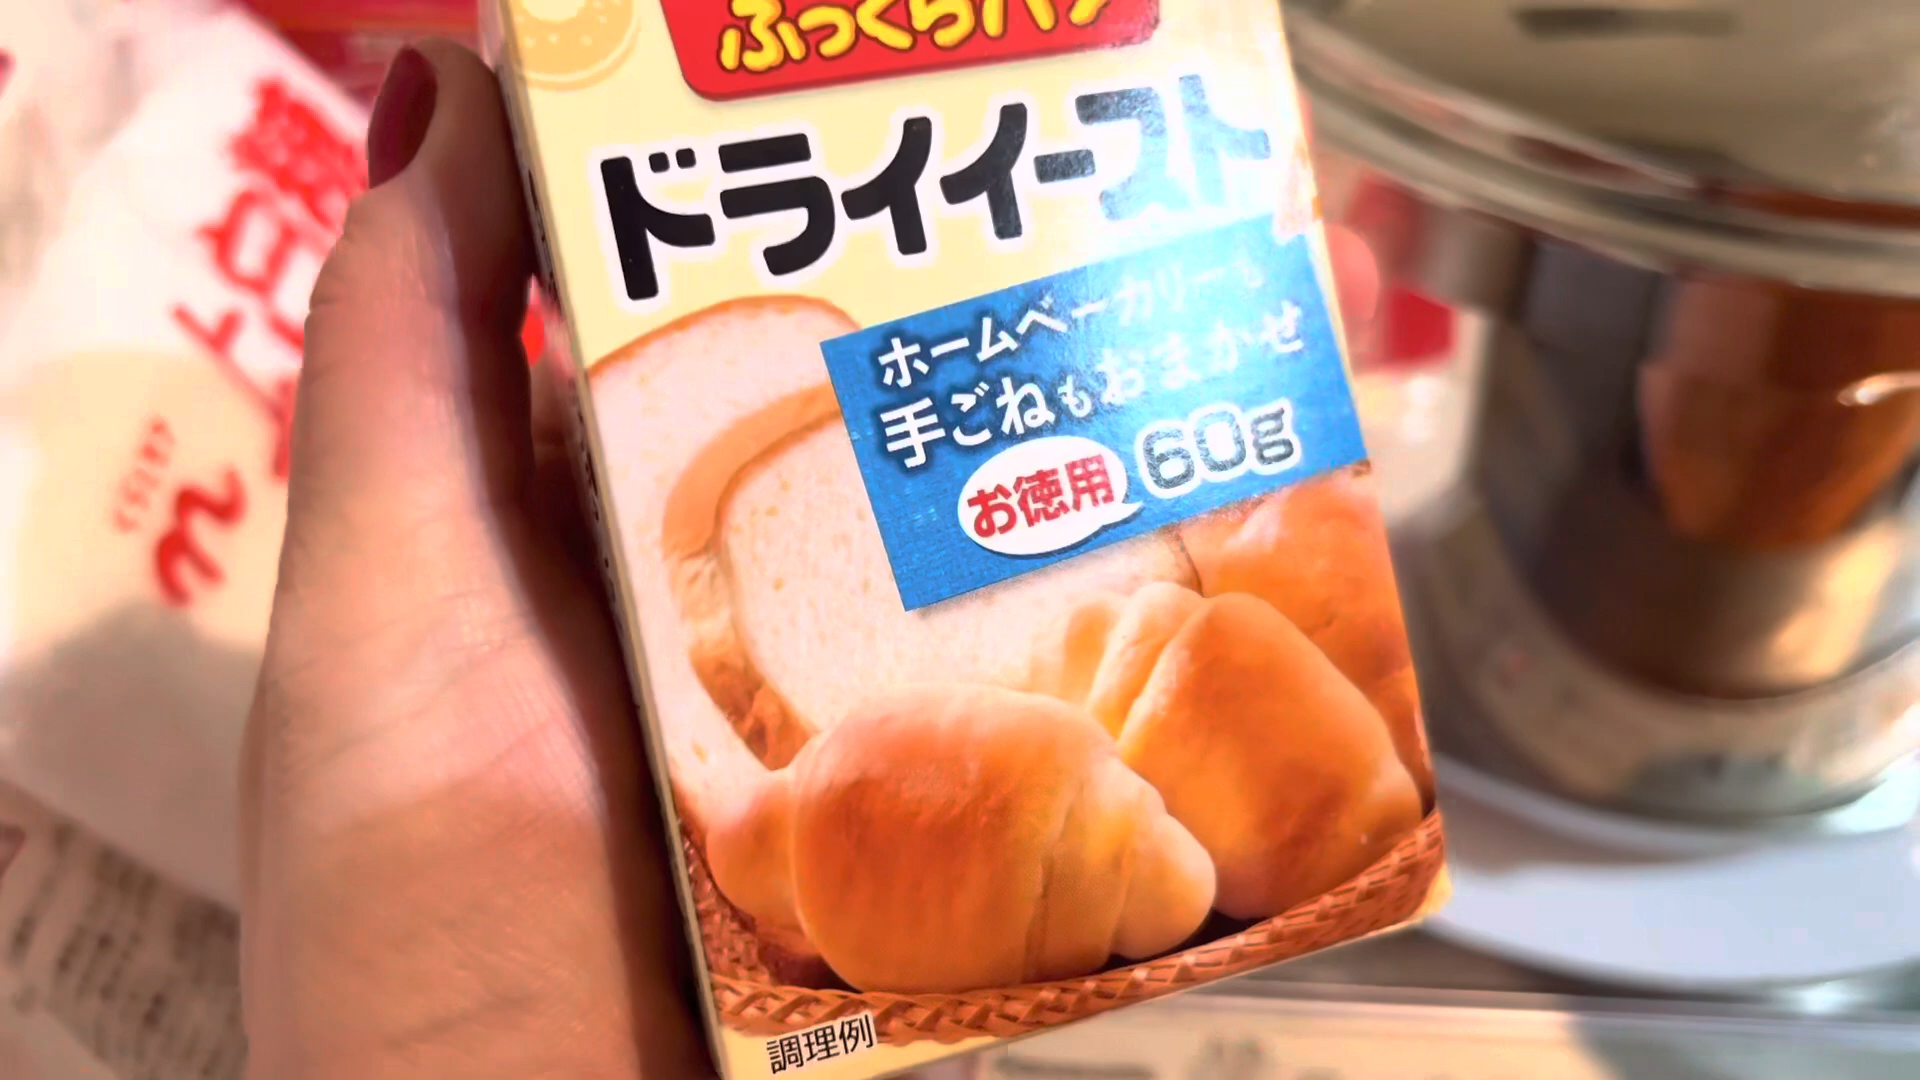 ふっくらパン
ドライイースト
ホームベーカリーも
手ごねもおまかせ
お徳用 60g
調理例